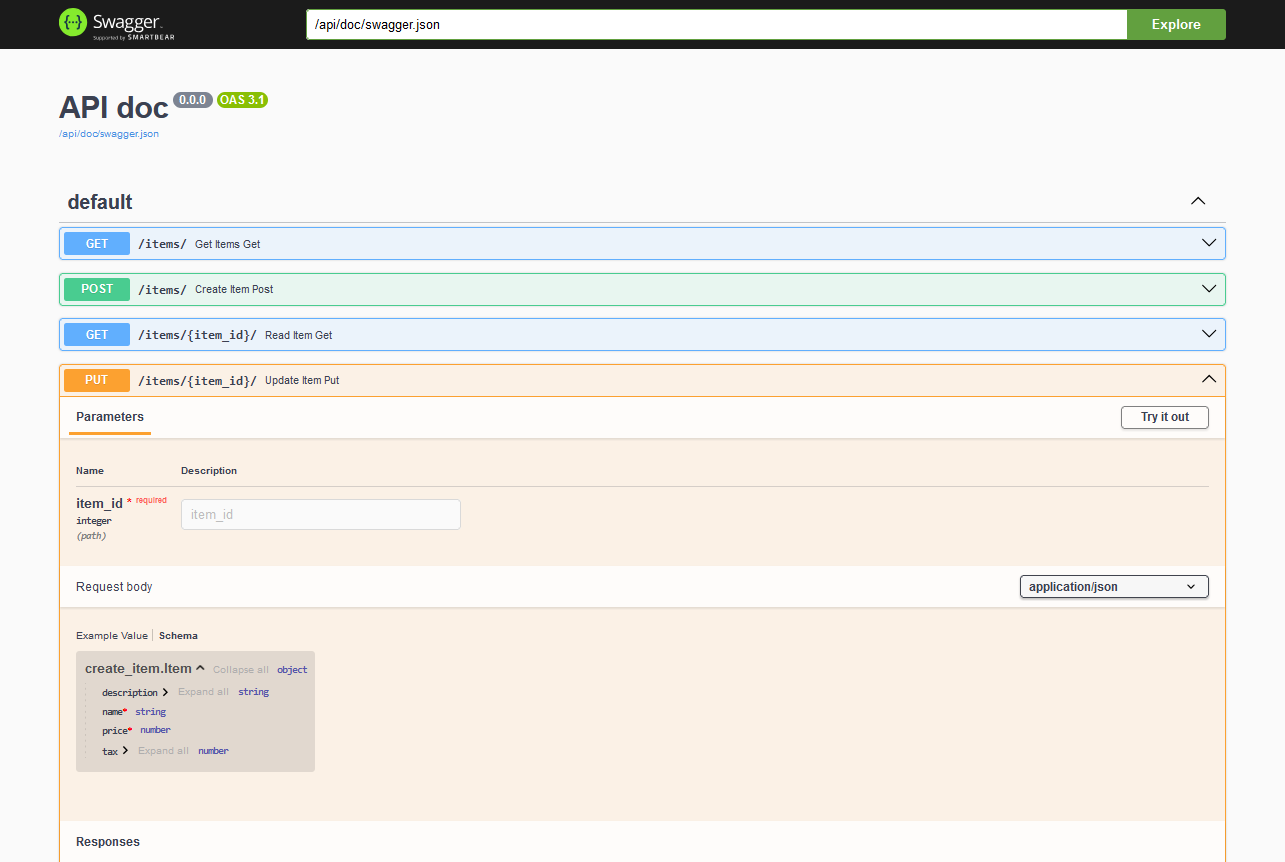 Swagger.
Supported by SMARTBEAR
/api/doc/swagger.json
Explore
API doc 0.0.0 OAS 3.1
/api/doc/swagger.json
default
GET /items/ Get Items Get
POST /items/ Create Item Post
GET /items/{item_id}/ Read Item Get
PUT /items/{item_id}/ Update Item Put
Parameters
Try it out
Name Description
item_id * required
integer
(path)
item_id
Request body
application/json
Example Value Schema
create_item.Item Collapse all object
description Expand all string
name* string
price* number
tax Expand all number
Responses